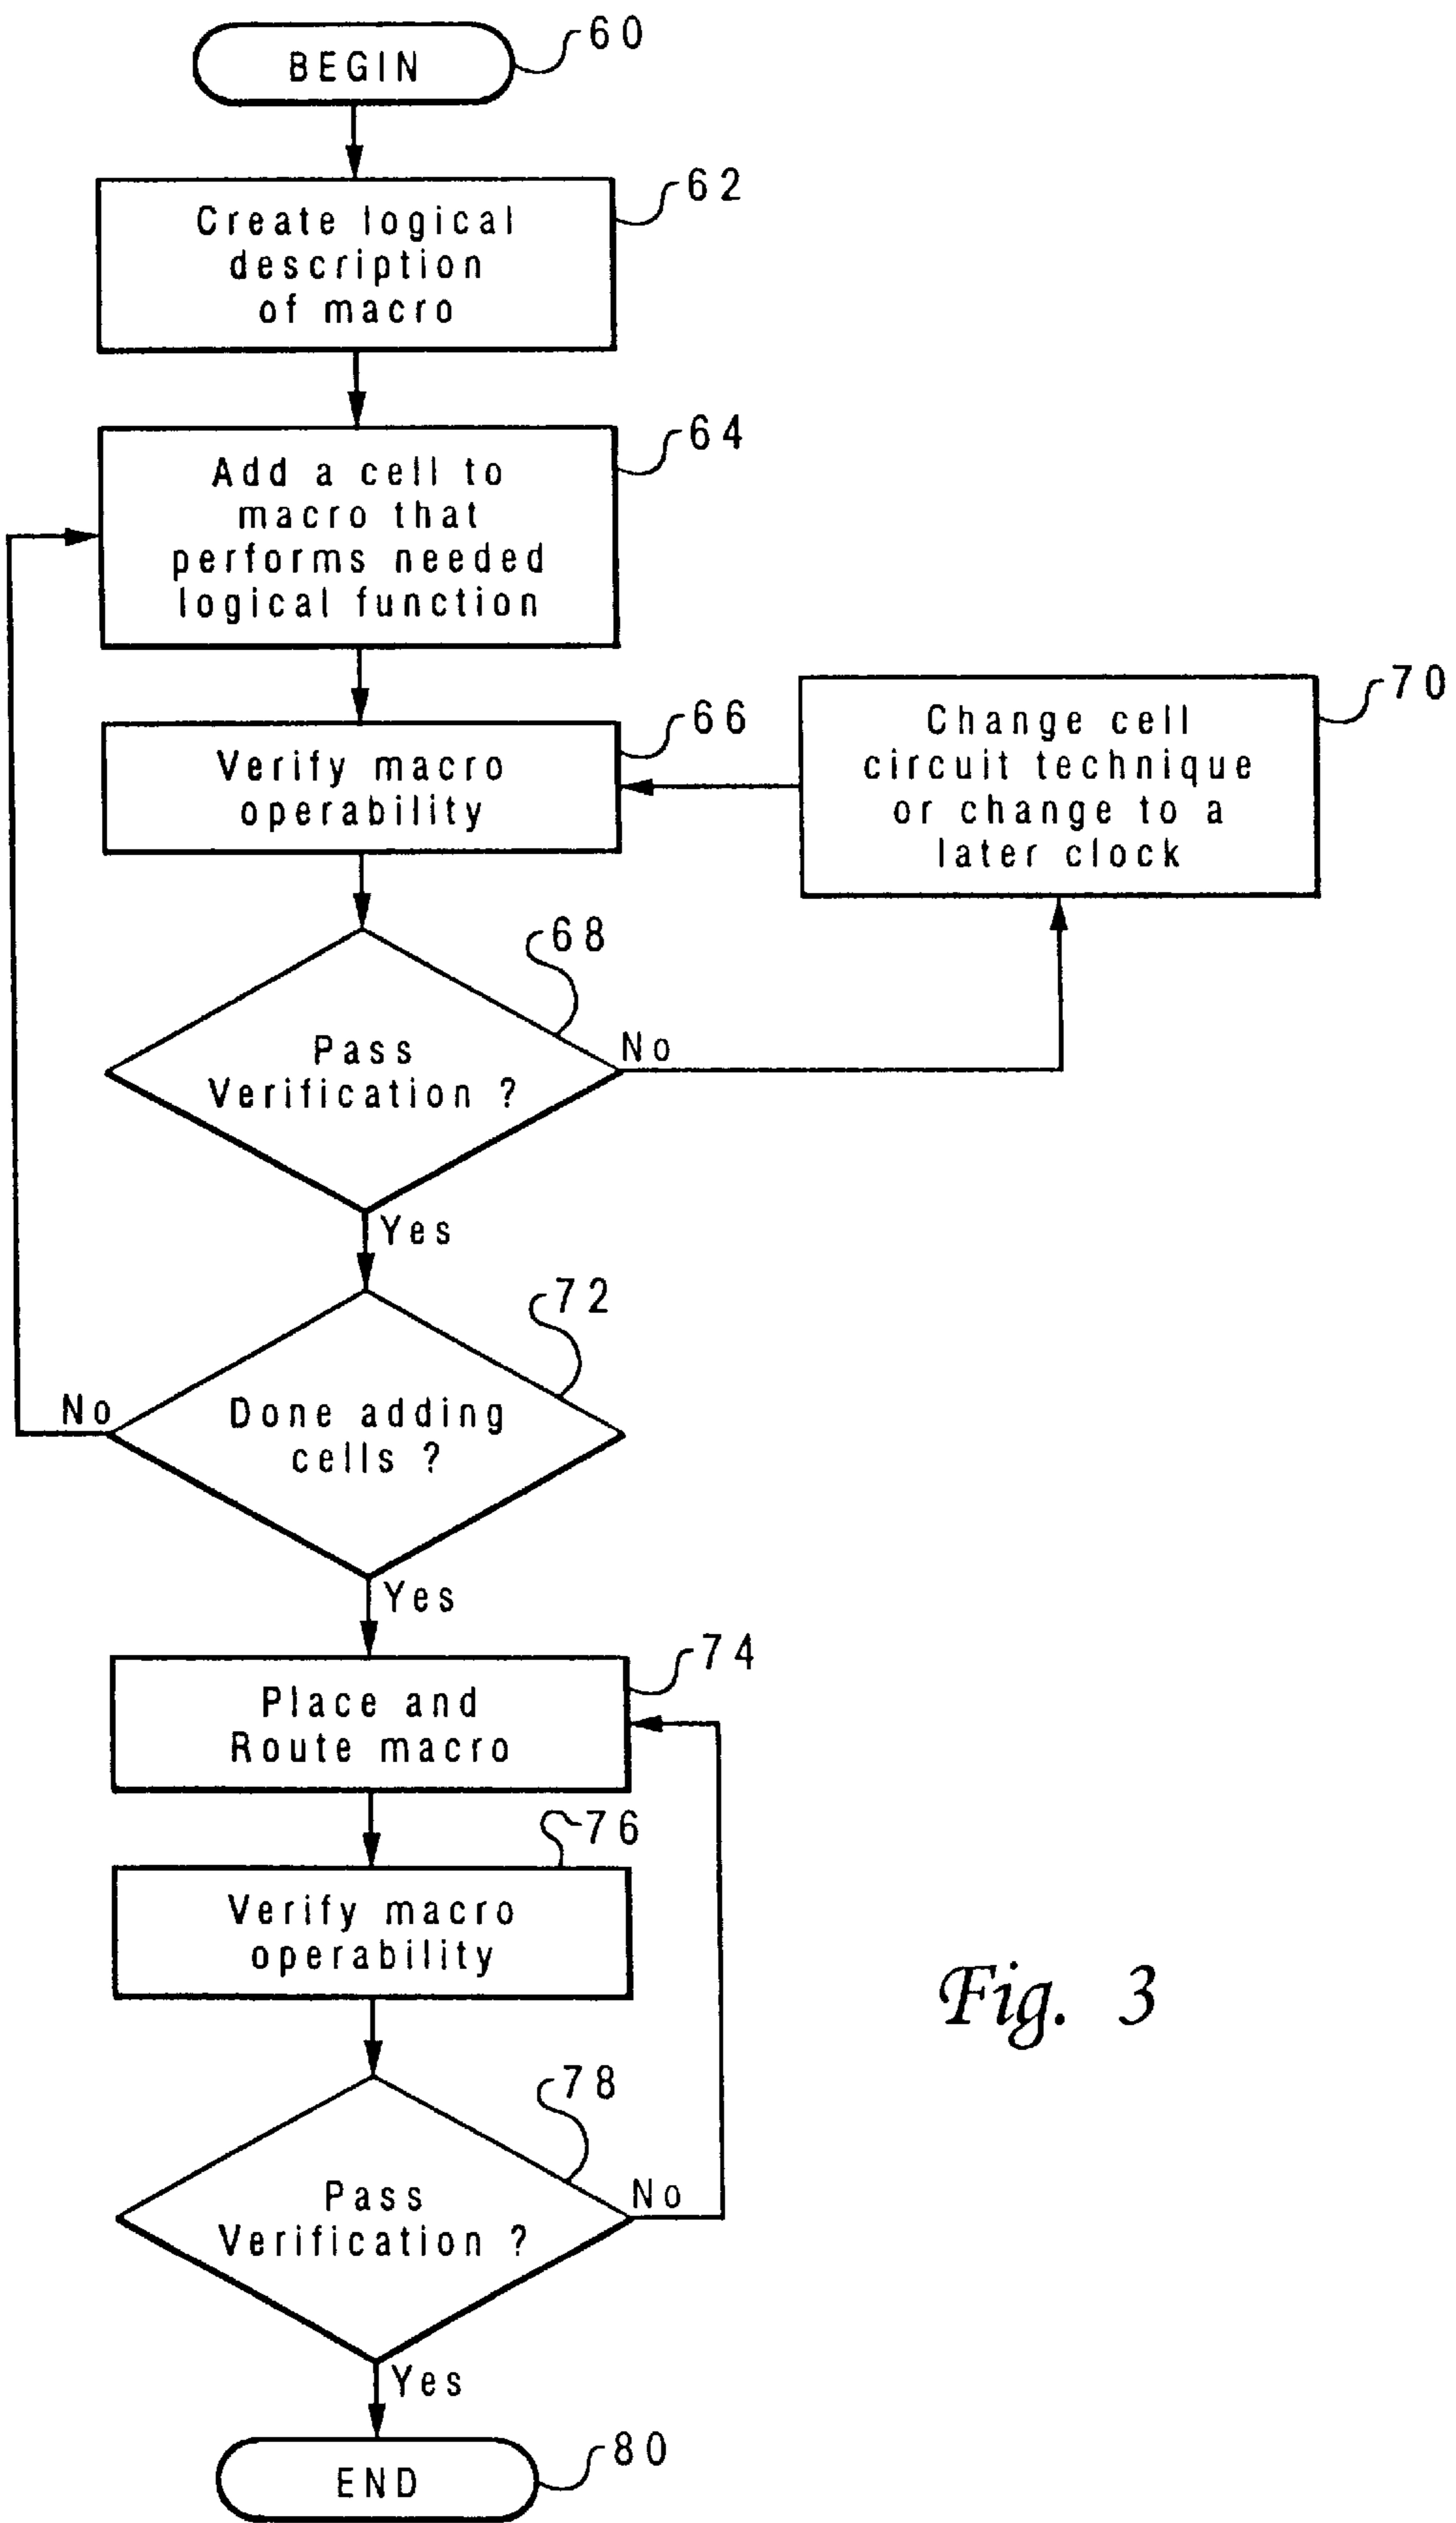 BEGIN
60
Create logical
description
of macro
62
Add a cell to
macro that
performs needed
logical function
64
Verify macro
operability
66
Change cell
circuit technique
or change to a
later clock
70
Pass
Verification ?
68
No
Yes
Done adding
cells ?
72
No
Yes
Place and
Route macro
74
Verify macro
operability
76
Pass
Verification ?
78
No
Yes
END
80
Fig. 3